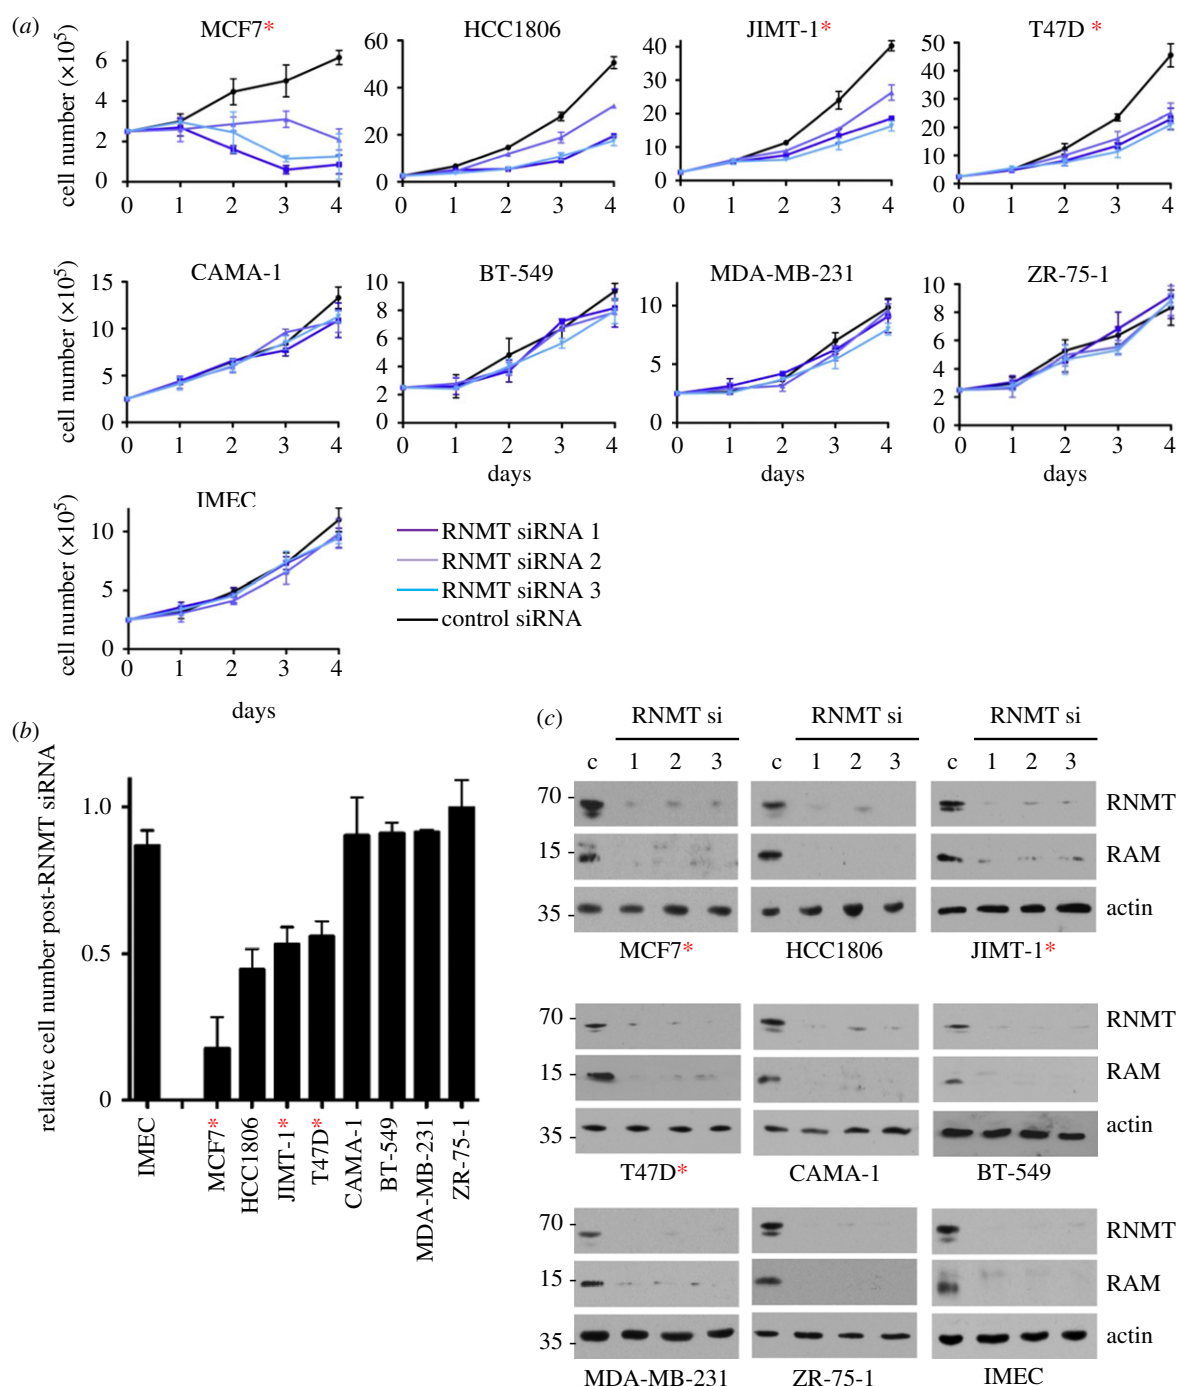 (a)
MCF7*
HCC1806
JIMT-1*
T47D *
cell number (×10⁵)
6
4
2
0
0 1 2 3 4
60
40
20
0
0 1 2 3 4
40
30
20
10
0
0 1 2 3 4
50
40
30
20
10
0
0 1 2 3 4
CAMA-1
BT-549
MDA-MB-231
ZR-75-1
cell number (×10⁵)
15
10
5
0
0 1 2 3 4
10
8
6
4
2
0
0 1 2 3 4
days
10
5
0
0 1 2 3 4
days
10
8
6
4
2
0
0 1 2 3 4
days
IMEC
cell number (×10⁵)
10
5
0
0 1 2 3 4
days
RNMT siRNA 1
RNMT siRNA 2
RNMT siRNA 3
control siRNA
(b)
relative cell number post-RNMT siRNA
1.0
0.5
0
IMEC
MCF7*
HCC1806
JIMT-1*
T47D*
CAMA-1
BT-549
MDA-MB-231
ZR-75-1
(c)
RNMT si RNMT si RNMT si
c 1 2 3 c 1 2 3 c 1 2 3
70 RNMT
15 RAM
35 actin
MCF7* HCC1806 JIMT-1*
70 RNMT
15 RAM
35 actin
T47D* CAMA-1 BT-549
70 RNMT
15 RAM
35 actin
MDA-MB-231 ZR-75-1 IMEC